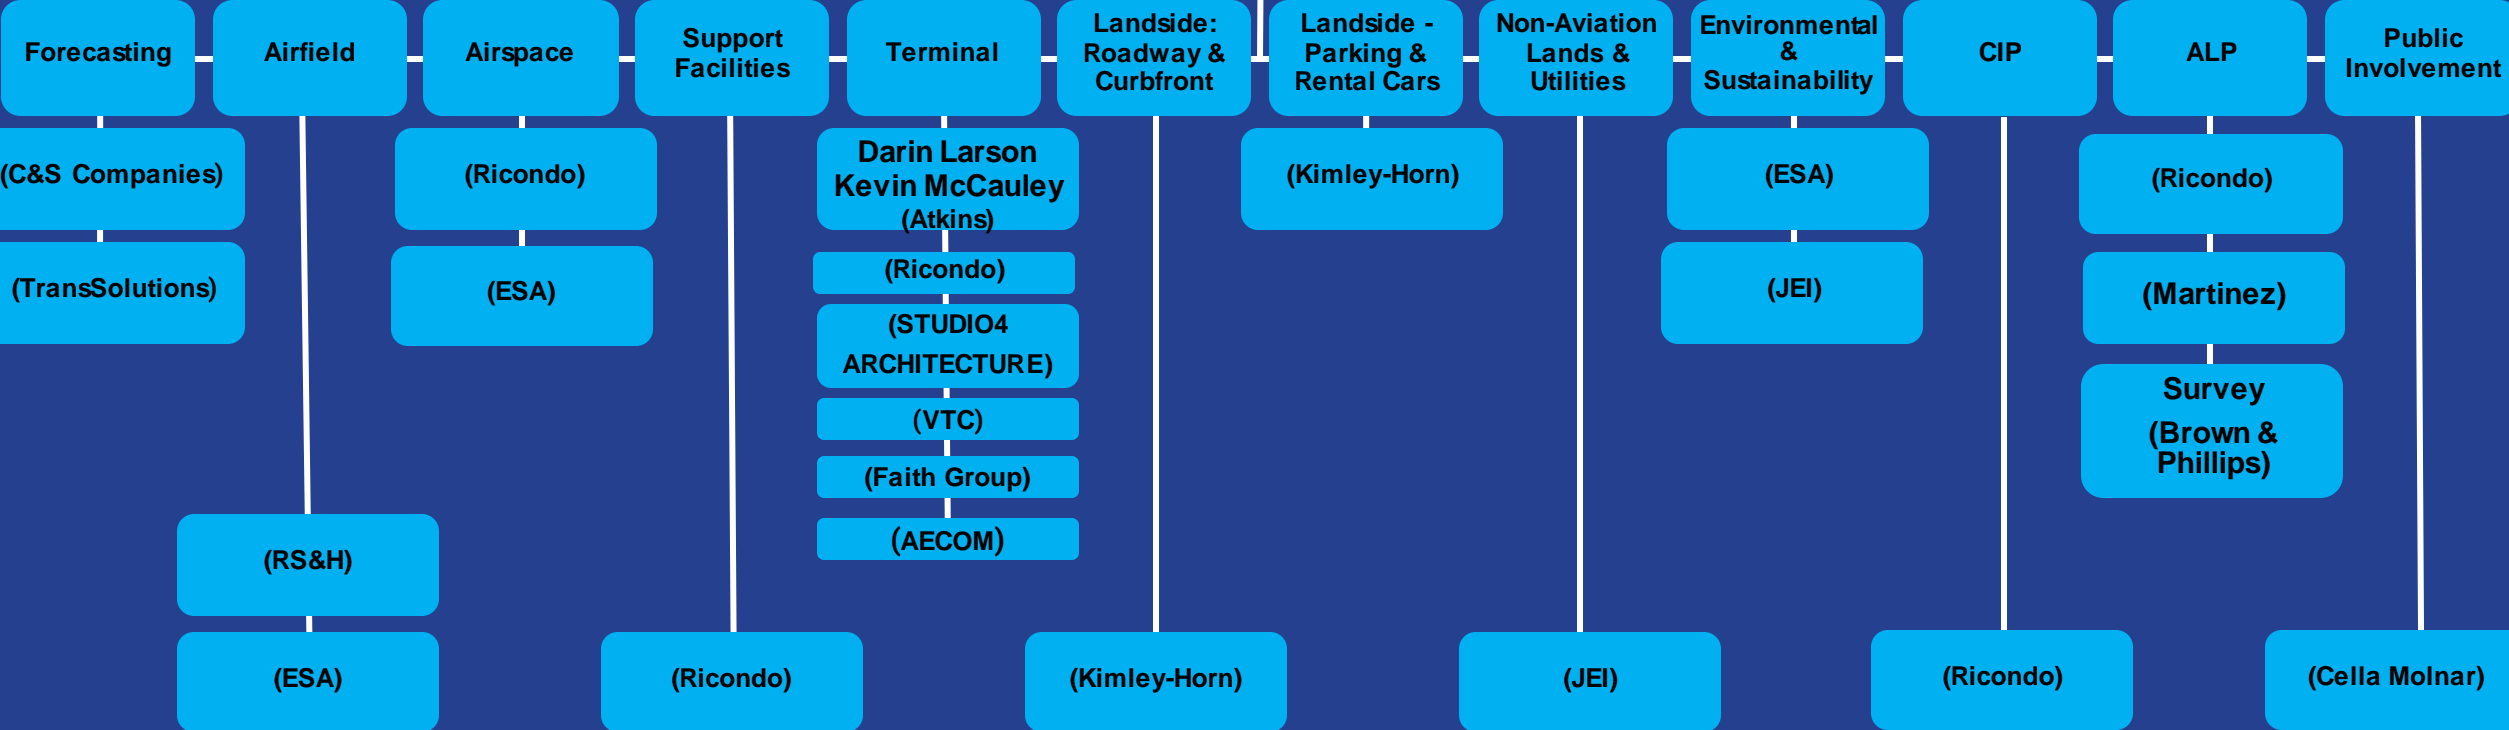 Forecasting
Airfield
Airspace
Support
Facilities
Terminal
Landside:
Roadway &
Curbfront
Landside -
Parking &
Rental Cars
Non-Aviation
Lands &
Utilities
Environmental
&
Sustainability
CIP
ALP
Public
Involvement
(C&S Companies)
(TransSolutions)
(RS&H)
(ESA)
(Ricondo)
(ESA)
(Ricondo)
Darin Larson
Kevin McCauley
(Atkins)
(Ricondo)
(STUDIO4
ARCHITECTURE)
(VTC)
(Faith Group)
(AECOM)
(Kimley-Horn)
(Kimley-Horn)
(JEI)
(ESA)
(JEI)
(Ricondo)
(Ricondo)
(Martinez)
Survey
(Brown &
Phillips)
(Cella Molnar)